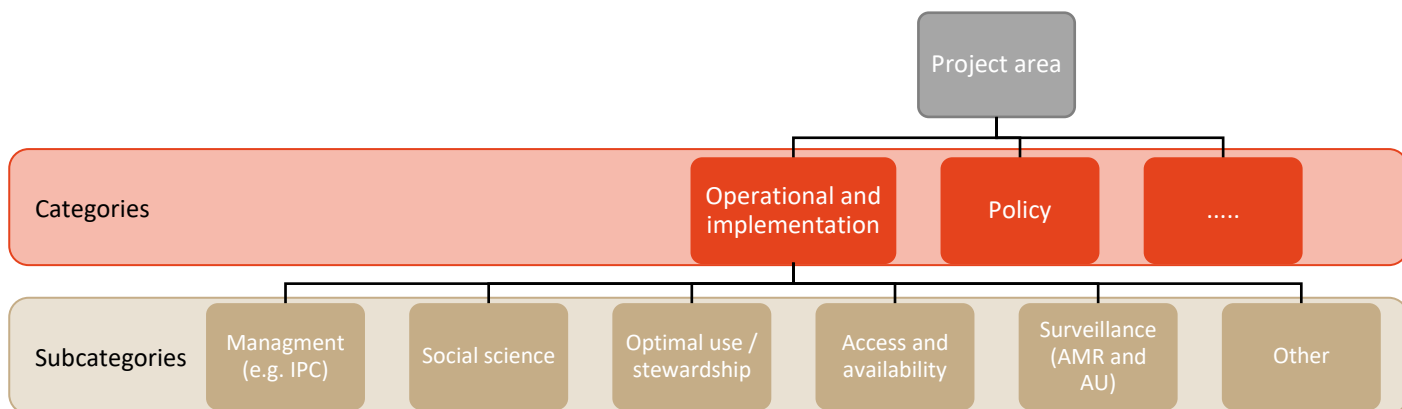 Project area
Categories
Operational and
implementation
Policy
.....
Subcategories
Managment
(e.g. IPC)
Social science
Optimal use /
stewardship
Access and
availability
Surveillance
(AMR and
AU)
Other